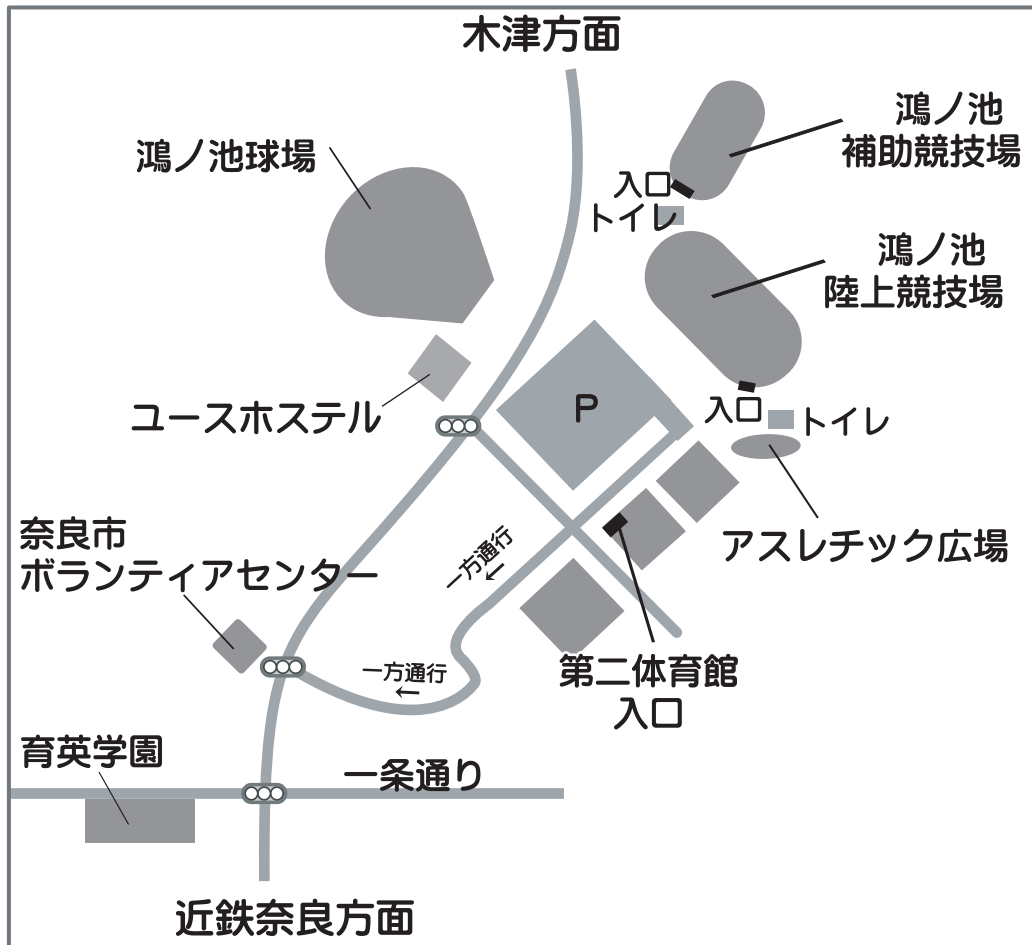 木津方面
鴻ノ池球場
鴻ノ池
補助競技場
入口
トイレ
鴻ノ池
陸上競技場
P
入口
トイレ
ユースホステル
アスレチック広場
奈良市
ボランティアセンター
一方通行
←
一方通行
←
第二体育館
入口
育英学園
一条通り
近鉄奈良方面